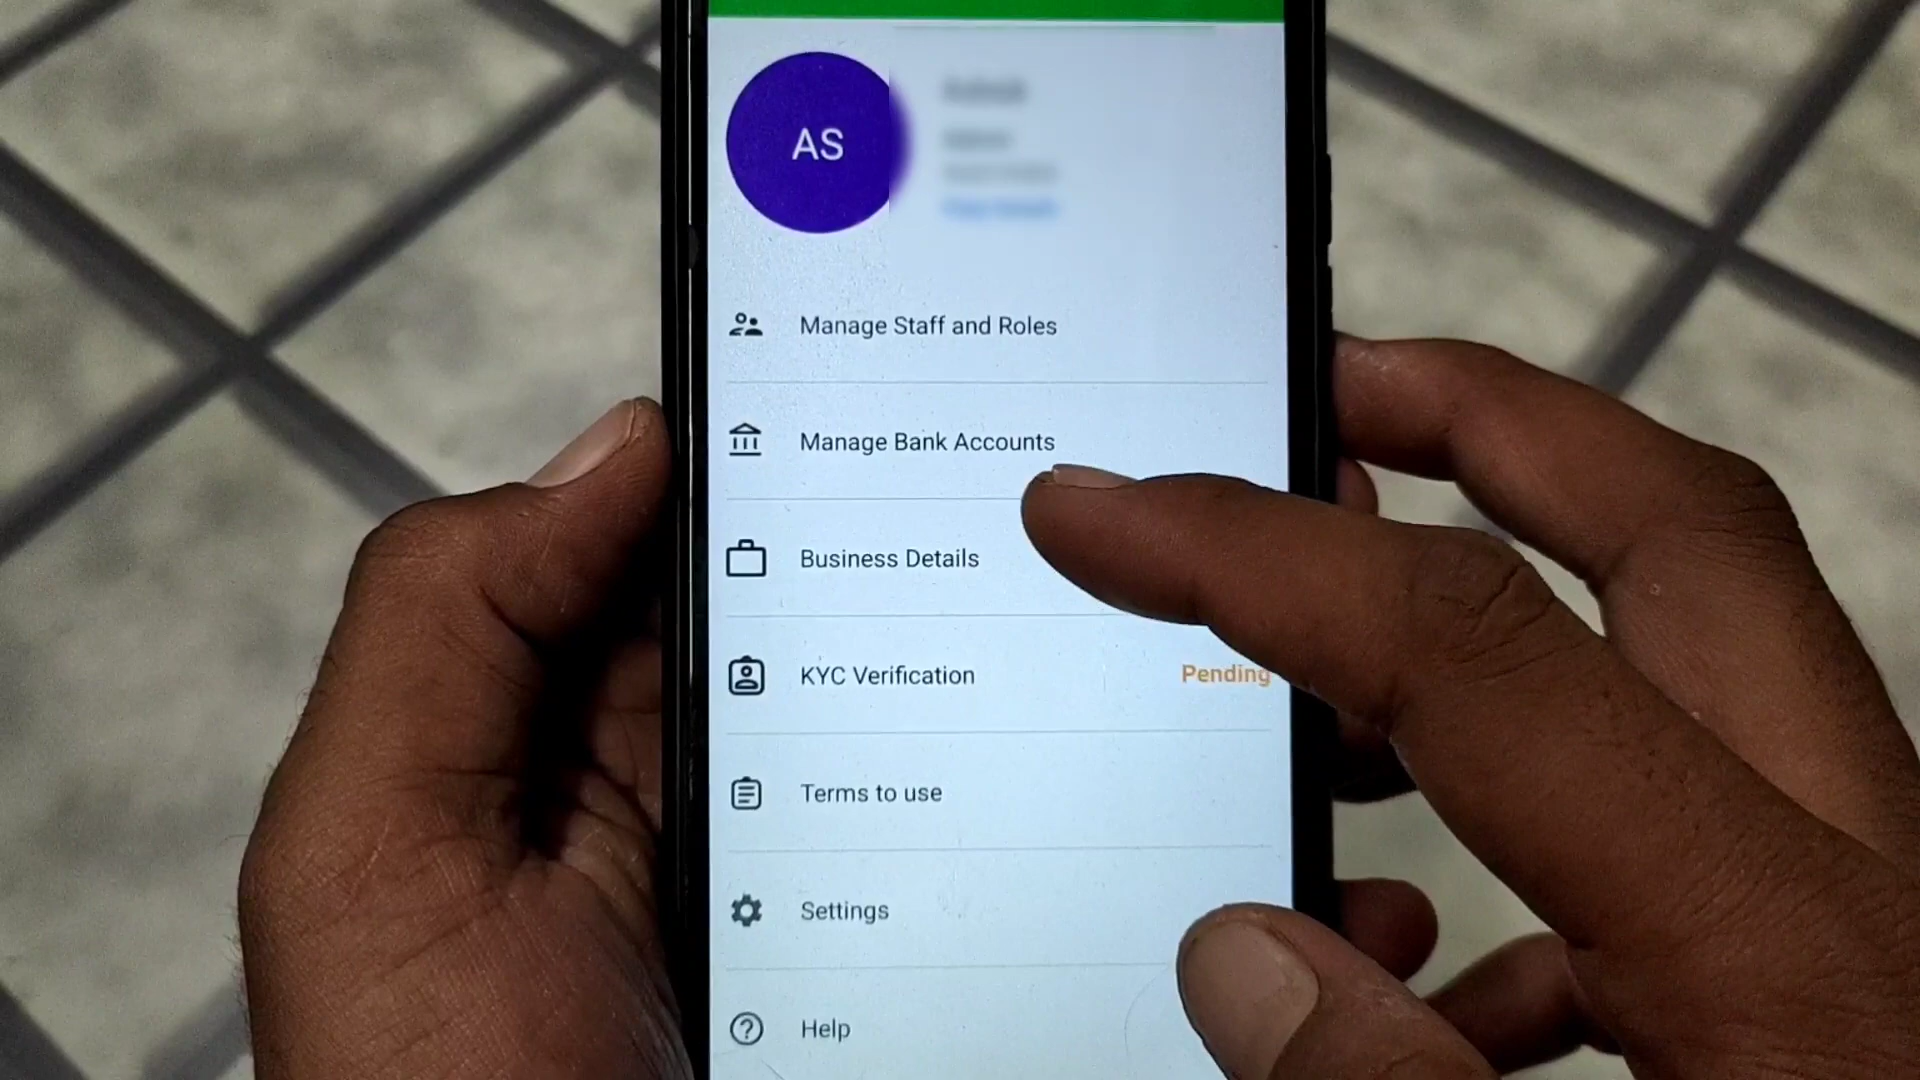 AS
Manage Staff and Roles
Manage Bank Accounts
Business Details
KYC Verification
Pending
Terms to use
Settings
Help